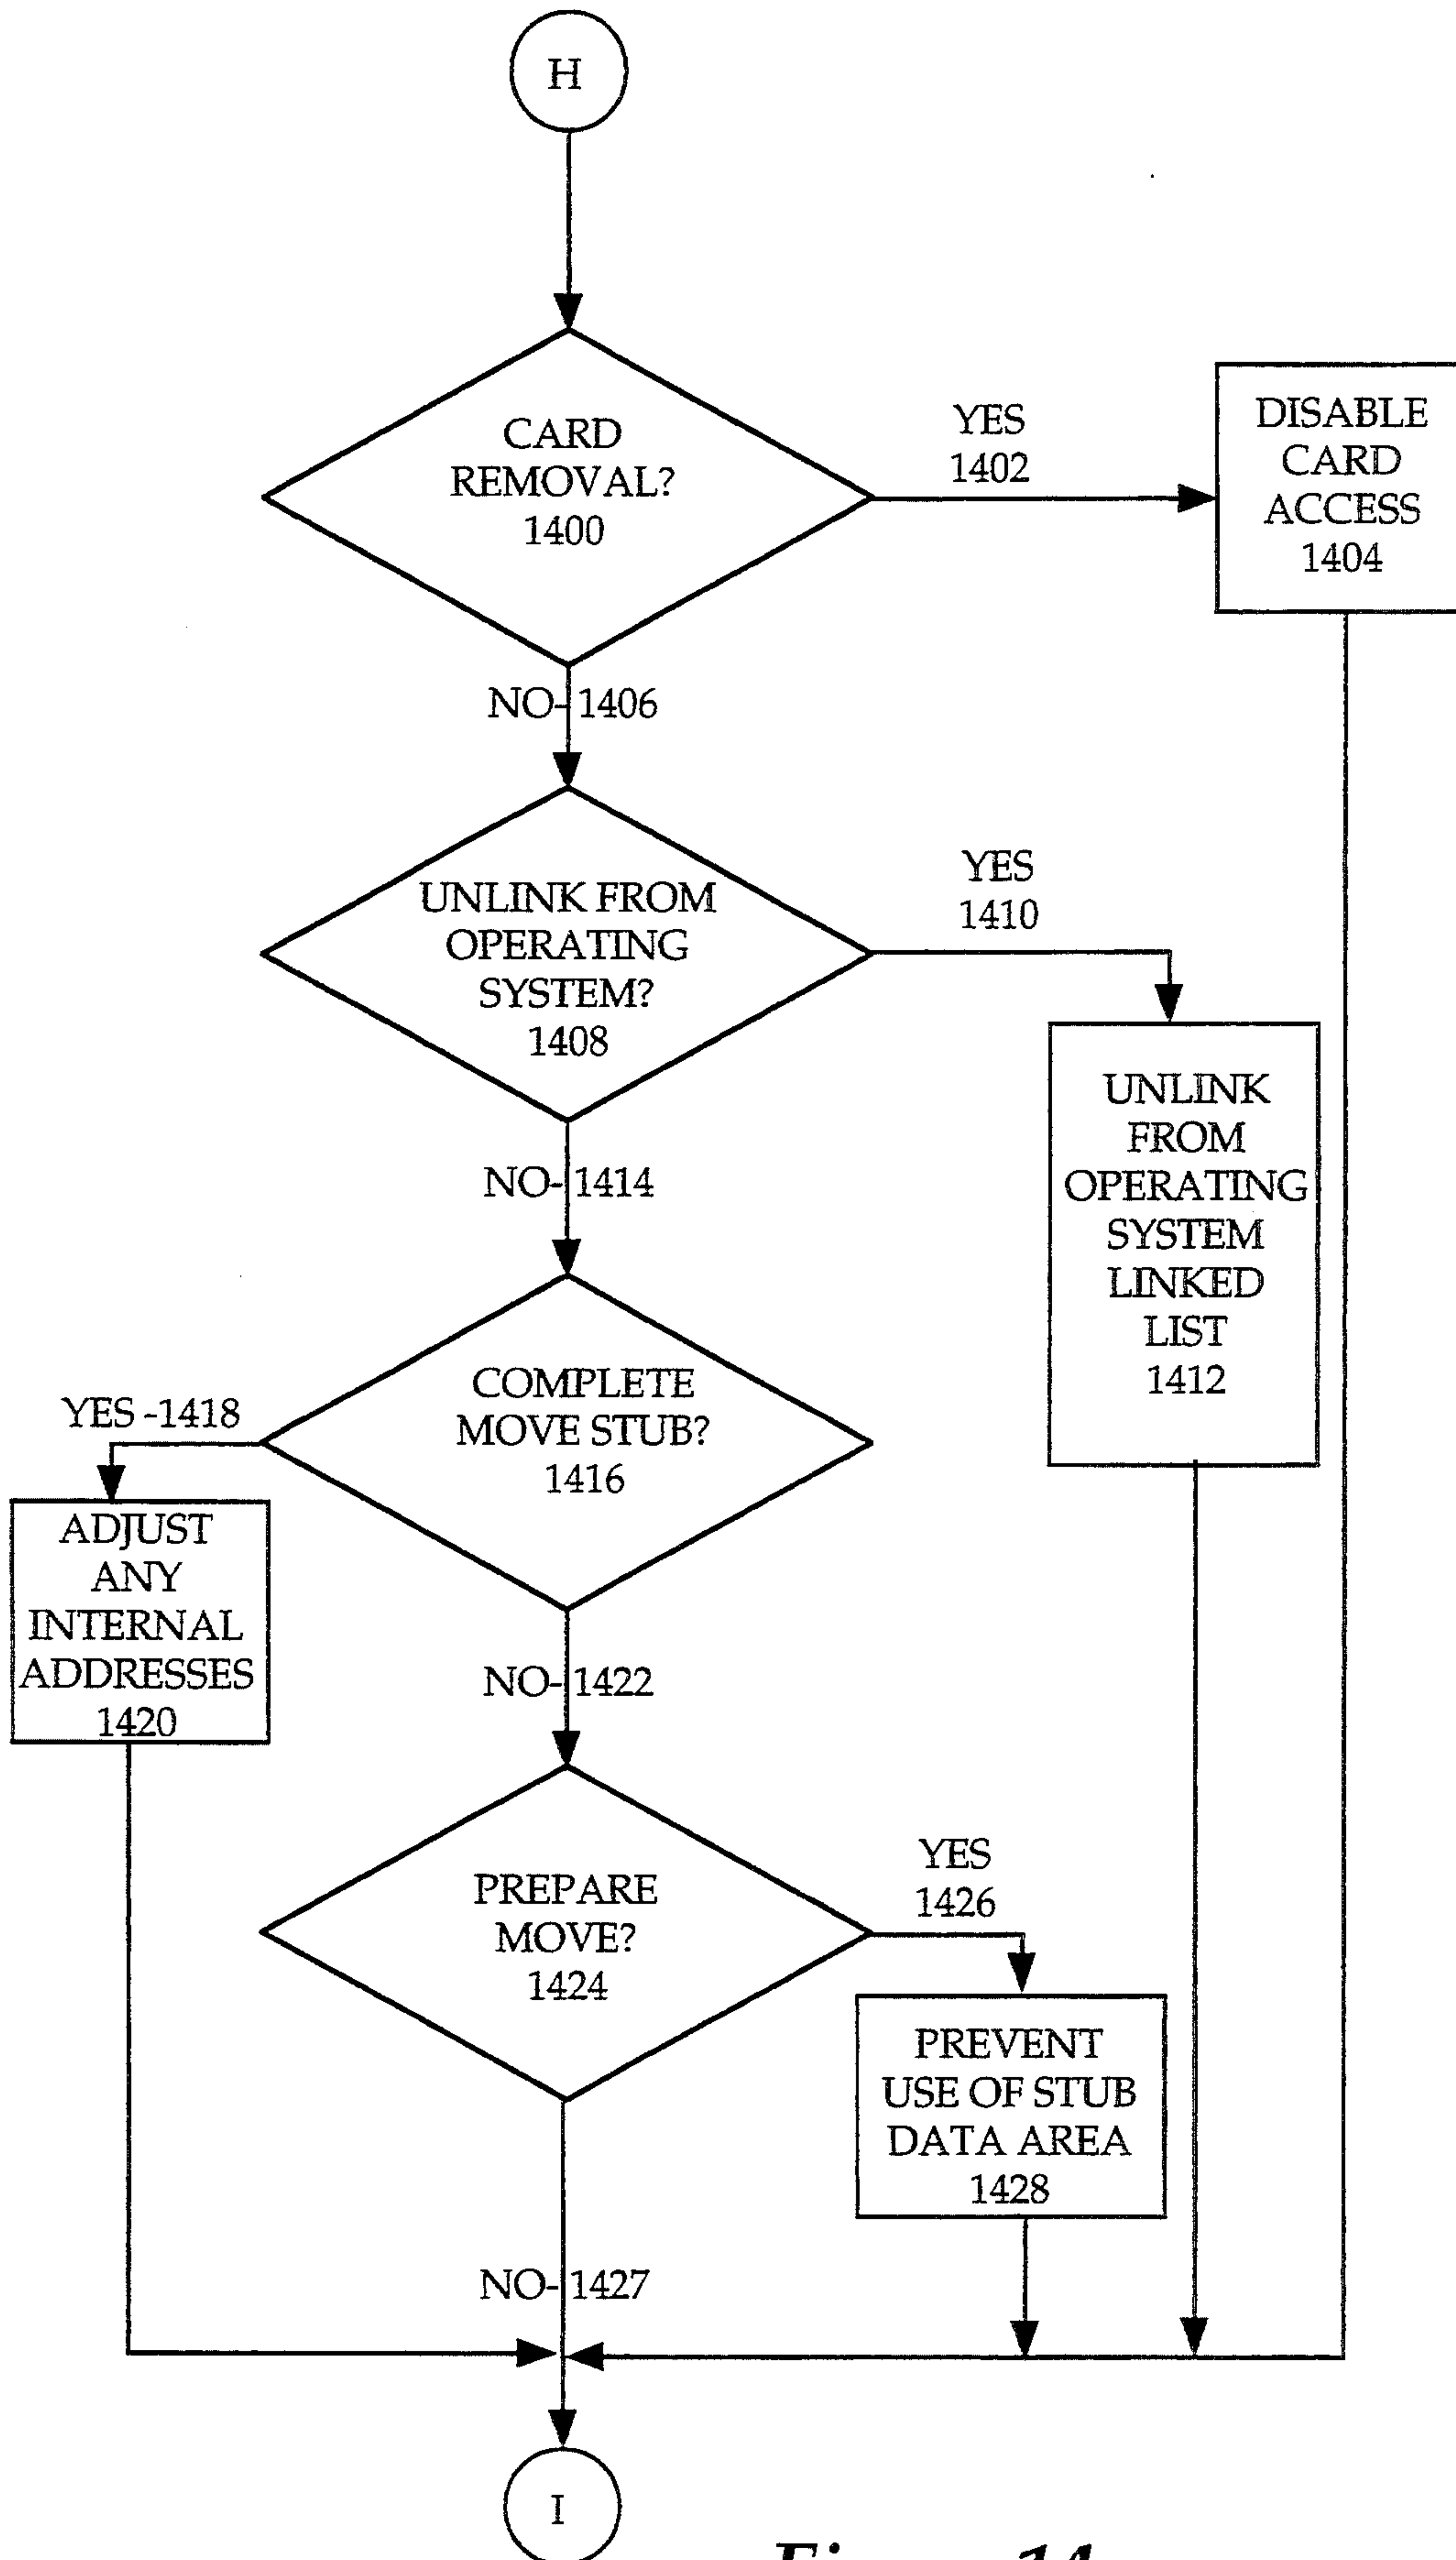 H
CARD
REMOVAL?
1400
YES
1402
DISABLE
CARD
ACCESS
1404
NO-1406
UNLINK FROM
OPERATING
SYSTEM?
1408
YES
1410
UNLINK
FROM
OPERATING
SYSTEM
LINKED
LIST
1412
NO-1414
COMPLETE
MOVE STUB?
1416
YES -1418
ADJUST
ANY
INTERNAL
ADDRESSES
1420
NO-1422
PREPARE
MOVE?
1424
YES
1426
PREVENT
USE OF STUB
DATA AREA
1428
NO-1427
I